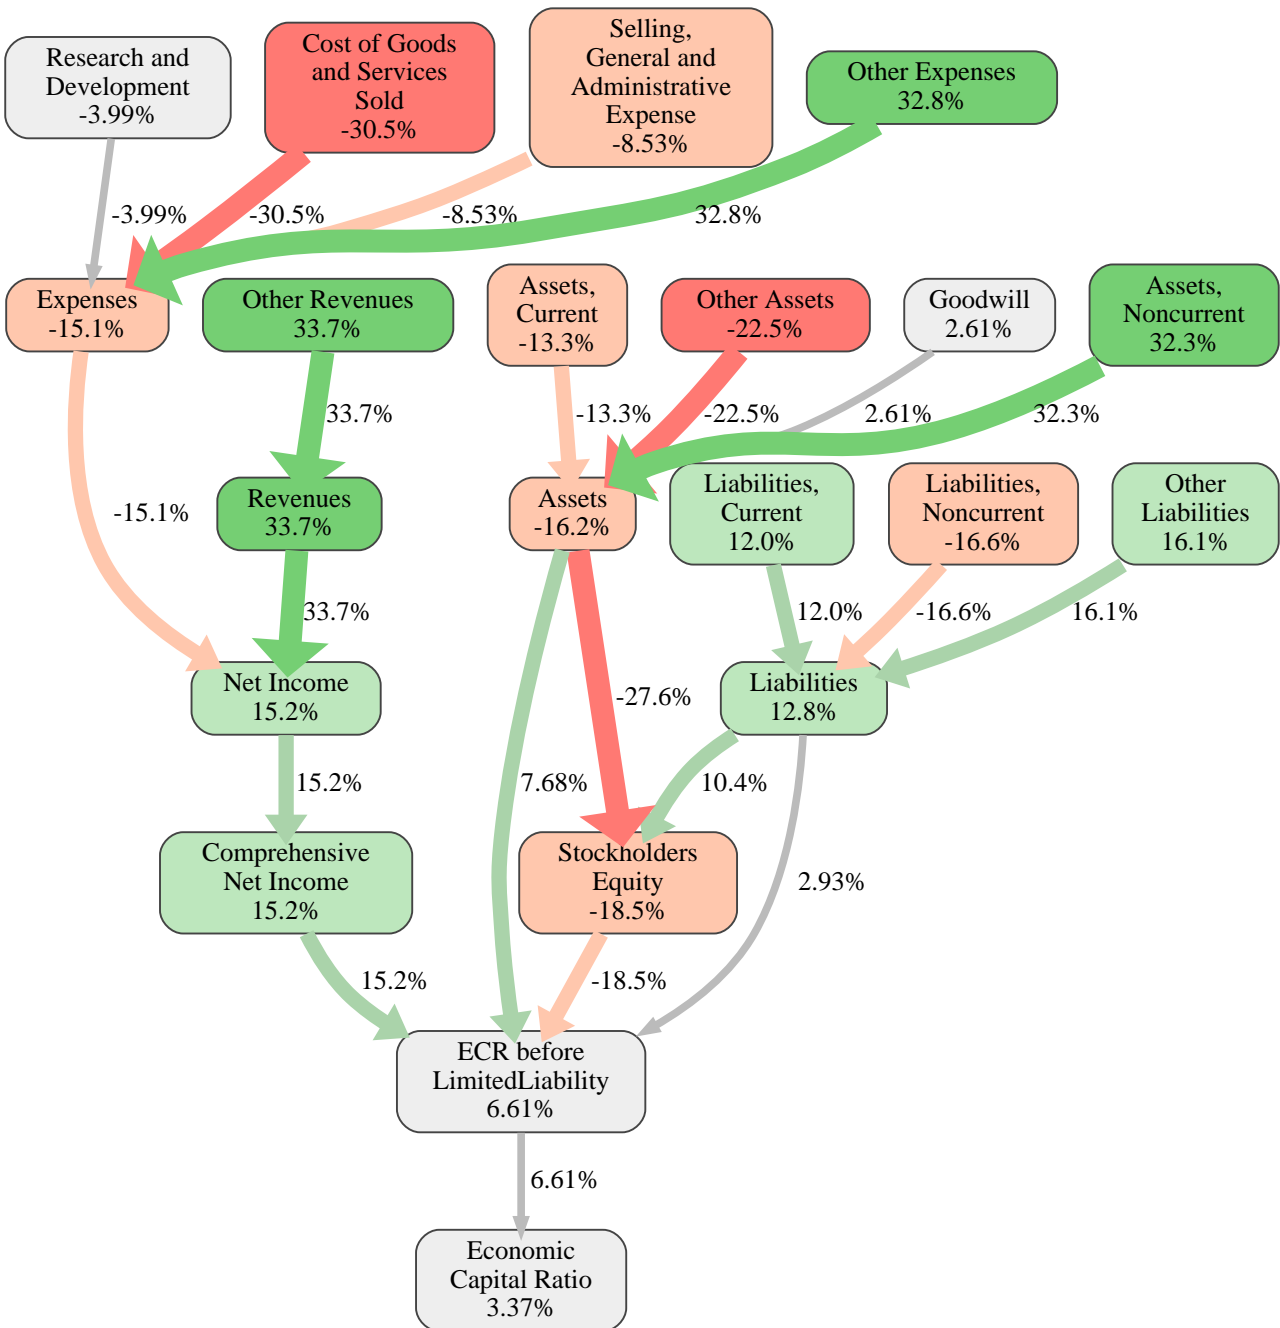 Research and
Development
-3.99%
Cost of Goods
and Services
Sold
-30.5%
Selling,
General and
Administrative
Expense
-8.53%
Other Expenses
32.8%
-3.99%
-30.5%
-8.53%
32.8%
Expenses
-15.1%
Other Revenues
33.7%
Assets,
Current
-13.3%
Other Assets
-22.5%
Goodwill
2.61%
Assets,
Noncurrent
32.3%
33.7%
-13.3%
-22.5%
2.61%
32.3%
-15.1%
Revenues
33.7%
Assets
-16.2%
Liabilities,
Current
12.0%
Liabilities,
Noncurrent
-16.6%
Other
Liabilities
16.1%
33.7%
12.0%
-16.6%
16.1%
Net Income
15.2%
-27.6%
Liabilities
12.8%
15.2%
7.68%
10.4%
Comprehensive
Net Income
15.2%
Stockholders
Equity
-18.5%
2.93%
15.2%
-18.5%
ECR before
LimitedLiability
6.61%
6.61%
Economic
Capital Ratio
3.37%